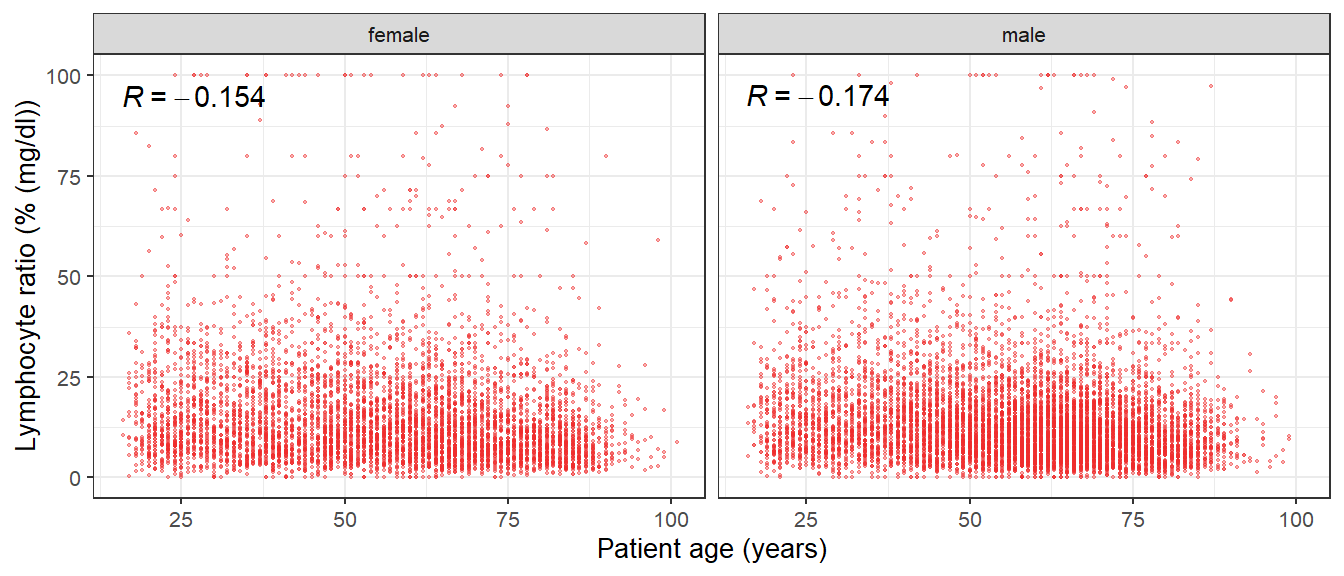 female
male
Lymphocyte ratio (% (mg/dl))
100
75
50
25
0
R = −0.154
R = −0.174
25 50 75 100
25 50 75 100
Patient age (years)